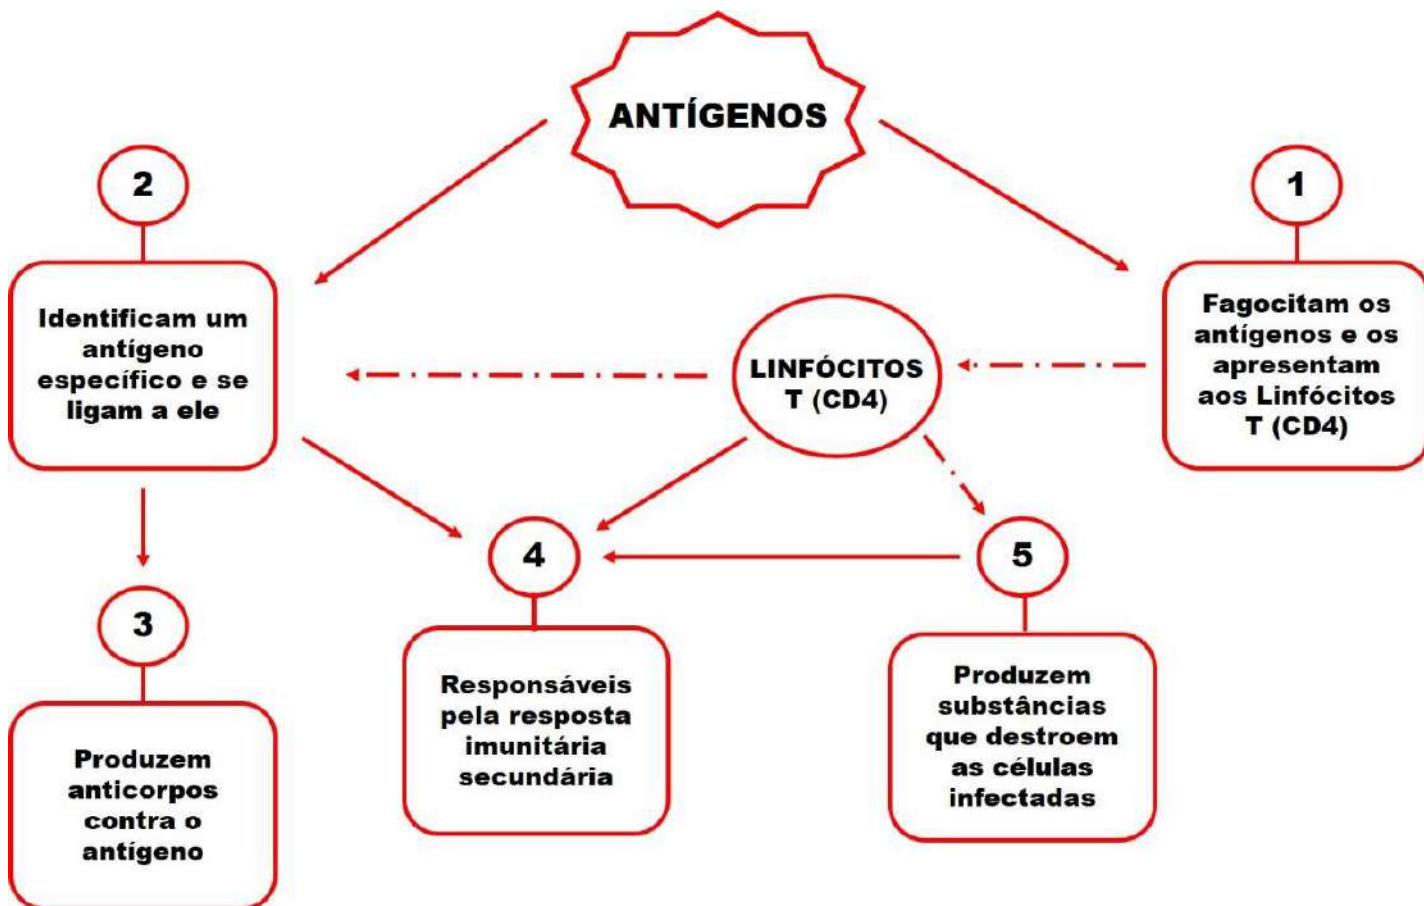 ANTÍGENOS
2
1
Identificam um
antígeno
específico e se
ligam a ele
LINFÓCITOS
T (CD4)
Fagocitam os
antígenos e os
apresentam
aos Linfócitos
T (CD4)
4
5
3
Responsáveis
pela resposta
imunitária
secundária
Produzem
substâncias
que destroem
as células
infectadas
Produzem
anticorpos
contra o
antígeno